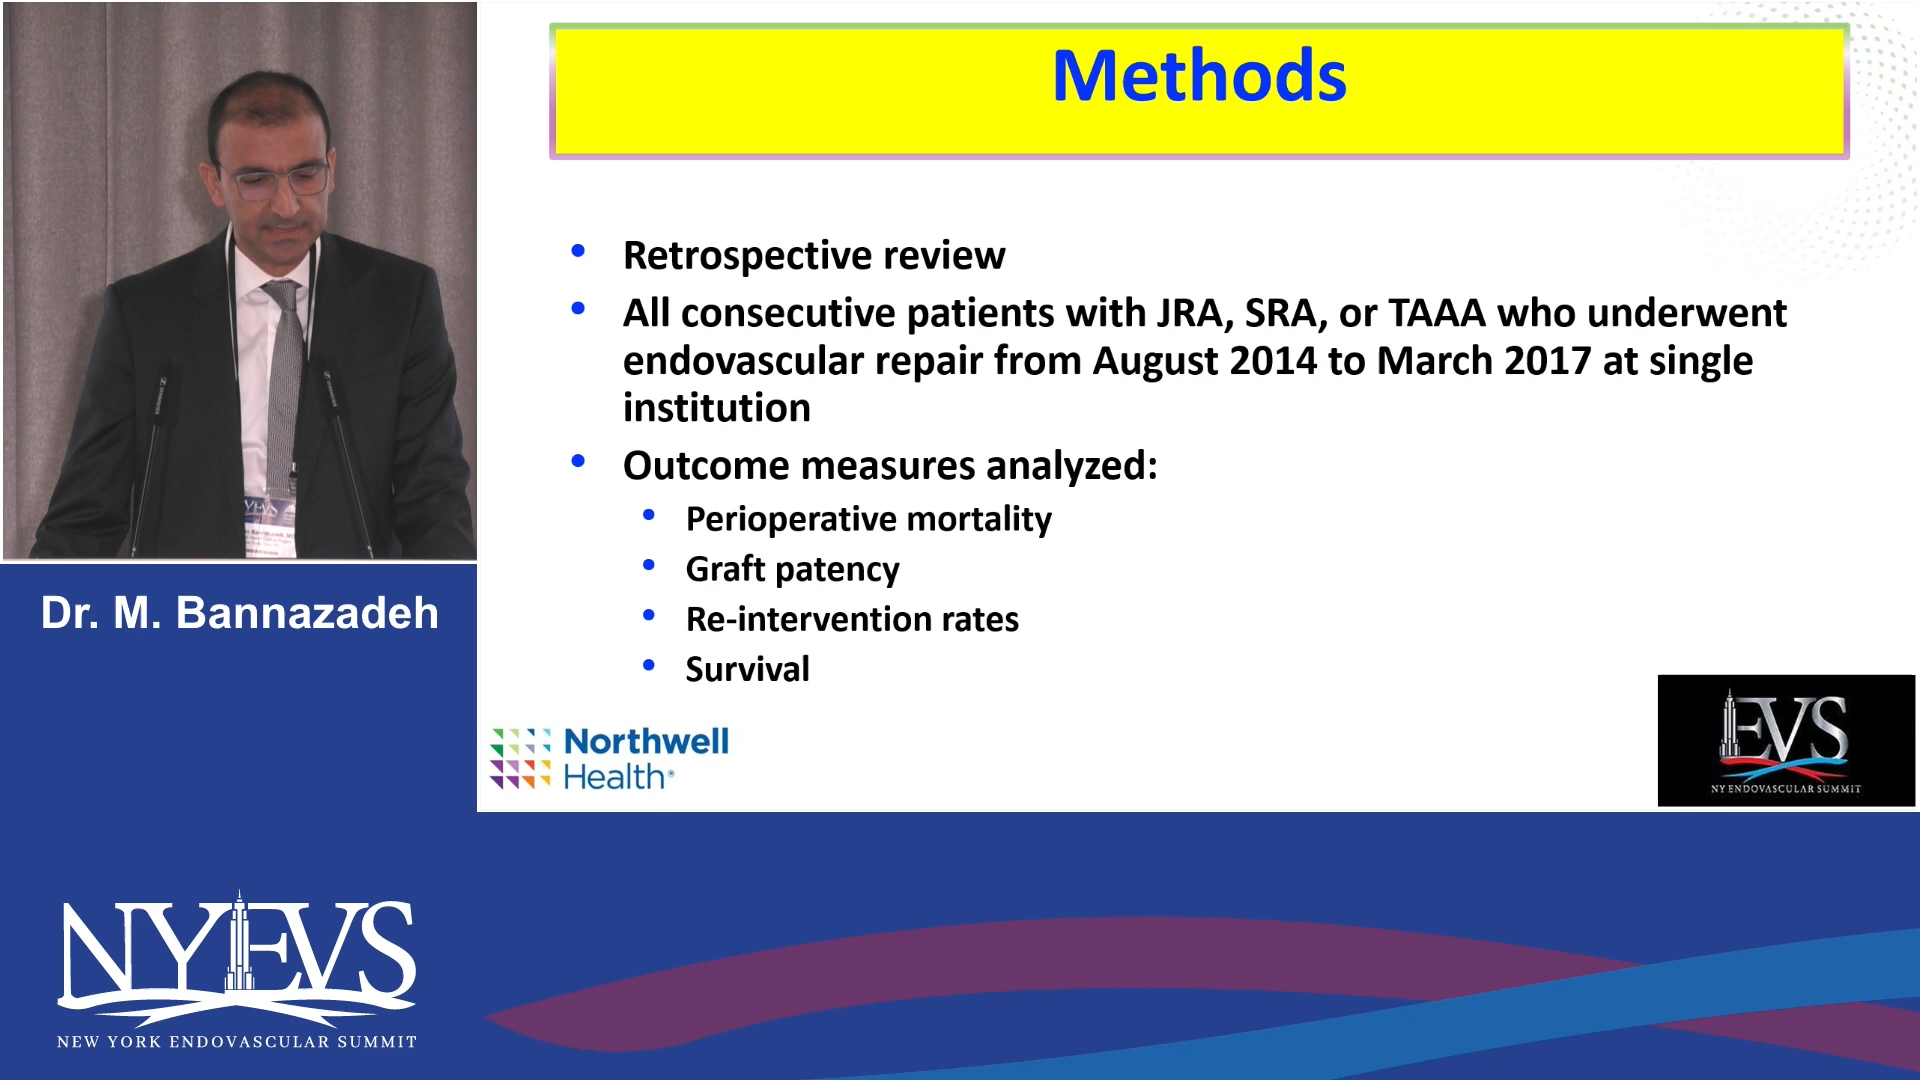 Methods
• Retrospective review
• All consecutive patients with JRA, SRA, or TAAA who underwent
endovascular repair from August 2014 to March 2017 at single
institution
• Outcome measures analyzed:
• Perioperative mortality
• Graft patency
• Re-intervention rates
• Survival
Dr. M. Bannazadeh
Northwell
Health
EVS
NY ENDOVASCULAR SUMMIT
NYEVS
NEW YORK ENDOVASCULAR SUMMIT